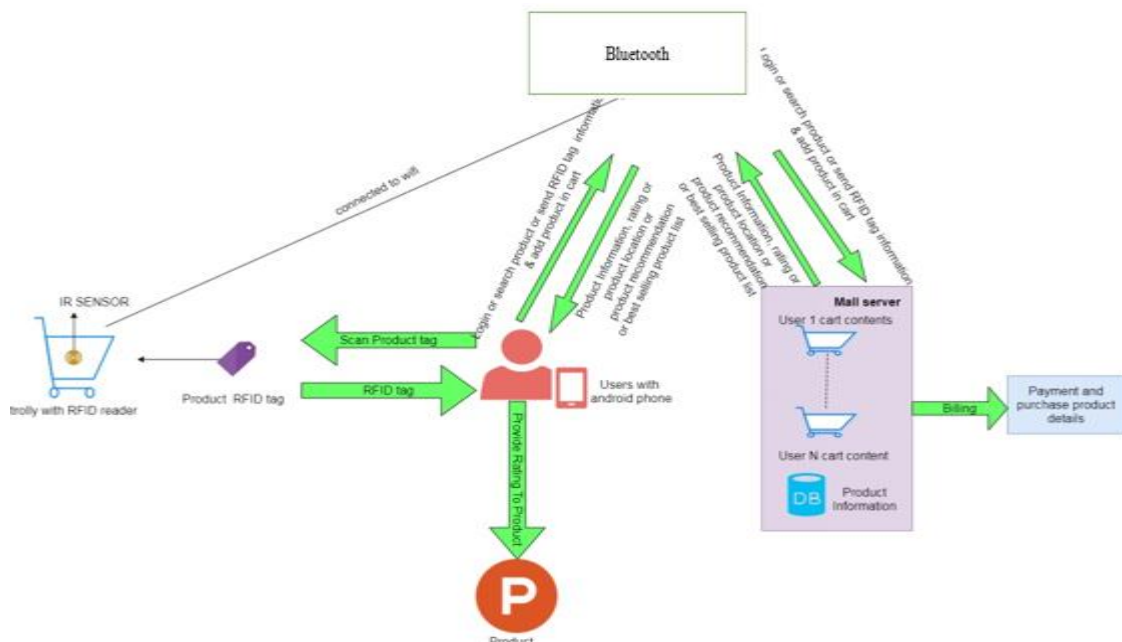 Bluetooth
connected to wifi
Login or search product or send RFID tag informatio
& add product in cart
Product Information, rating or
product location or
product recommendation
or best selling product list
Product Information, rating or
product location or
product recommendation
or best selling product list
Login or search product or send RFID tag information
& add product in cart
IR SENSOR
trolly with RFID reader
Product RFID tag
Scan Product tag
RFID tag
Users with
android phone
Provide Rating To Product
P
Product
Mall server
User 1 cart contents
User N cart content
DB
Product
Information
Billing
Payment and
purchase product
details